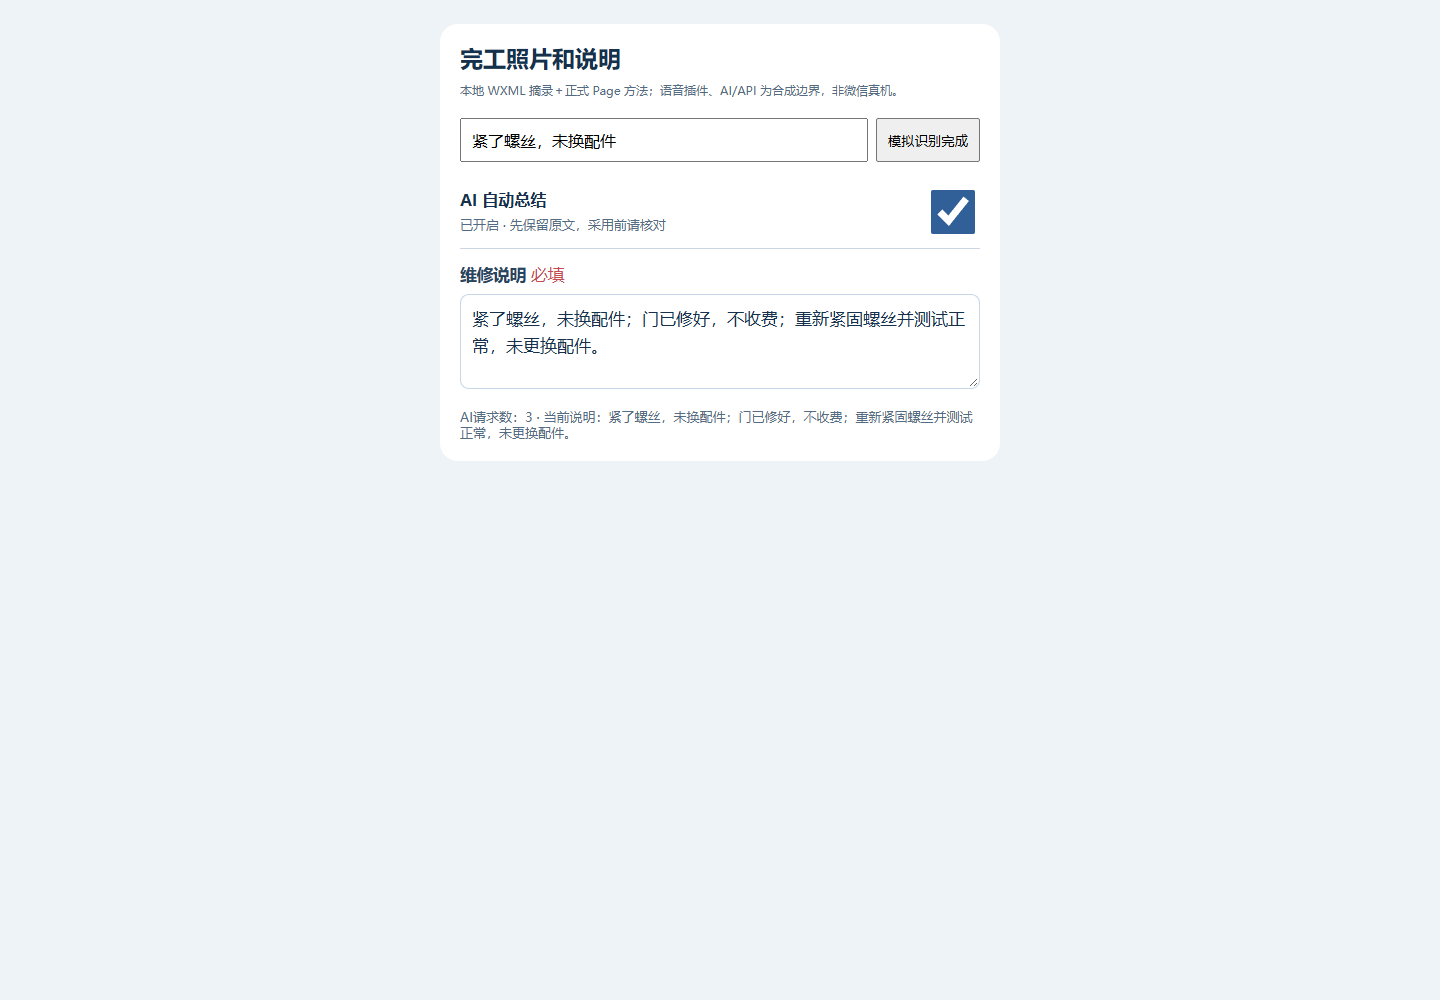 完工照片和说明
本地 WXML 摘录 + 正式 Page 方法；语音插件、AI/API 为合成边界，非微信真机。
紧了螺丝，未换配件
模拟识别完成
AI 自动总结
已开启 · 先保留原文，采用前请核对
维修说明 必填
紧了螺丝，未换配件；门已修好，不收费；重新紧固螺丝并测试正
常，未更换配件。
AI请求数：3 · 当前说明：紧了螺丝，未换配件；门已修好，不收费；重新紧固螺丝并测试
正常，未更换配件。